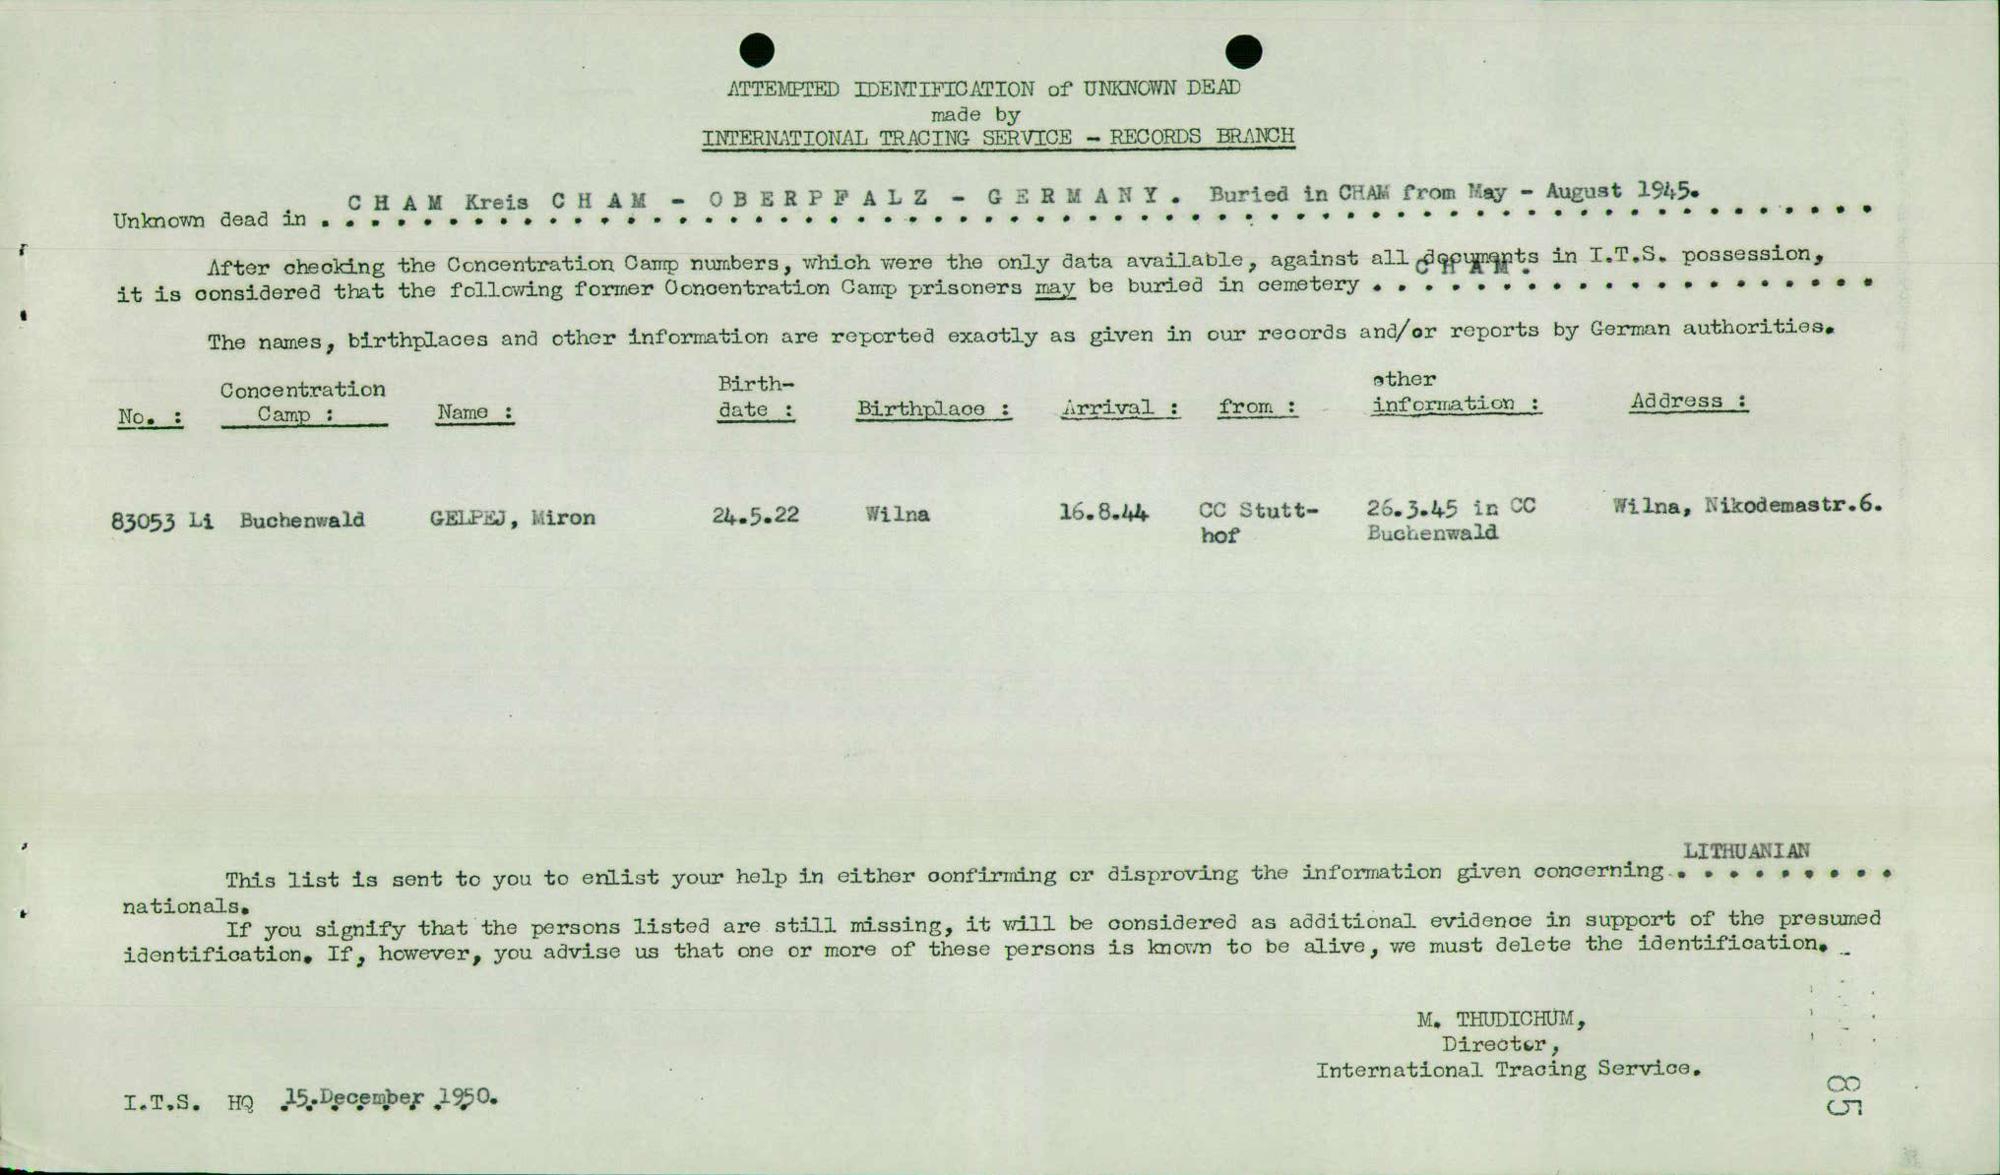 ATTEMPTED IDENTIFICATION of UNKNOWN DEAD
made by
INTERNATIONAL TRACING SERVICE - RECORDS BRANCH
Unknown dead in . C H A M Kreis C H A M - O B E R P F A L Z - G E R M A N Y . Buried in CHAM from May - August 1945.
After checking the Concentration Camp numbers, which were the only data available, against all documents in I.T.S. possession,
it is considered that the following former Concentration Camp prisoners may be buried in cemetery C H A M .
The names, birthplaces and other information are reported exactly as given in our records and/or reports by German authorities.
No. : Concentration Camp : Name : Birth-date : Birthplace : Arrival : from : other information : Address :
83053 Li Buchenwald GELPEJ, Miron 24.5.22 Wilna 16.8.44 CC Stutt- 26.3.45 in CC Wilna, Nikodemastr.6.
hof Buchenwald
This list is sent to you to enlist your help in either confirming or disproving the information given concerning LITHUANIAN
nationals.
If you signify that the persons listed are still missing, it will be considered as additional evidence in support of the presumed
identification. If, however, you advise us that one or more of these persons is known to be alive, we must delete the identification.
M. THUDICHUM,
Director,
International Tracing Service.
I.T.S. HQ 15.December 1950.
85